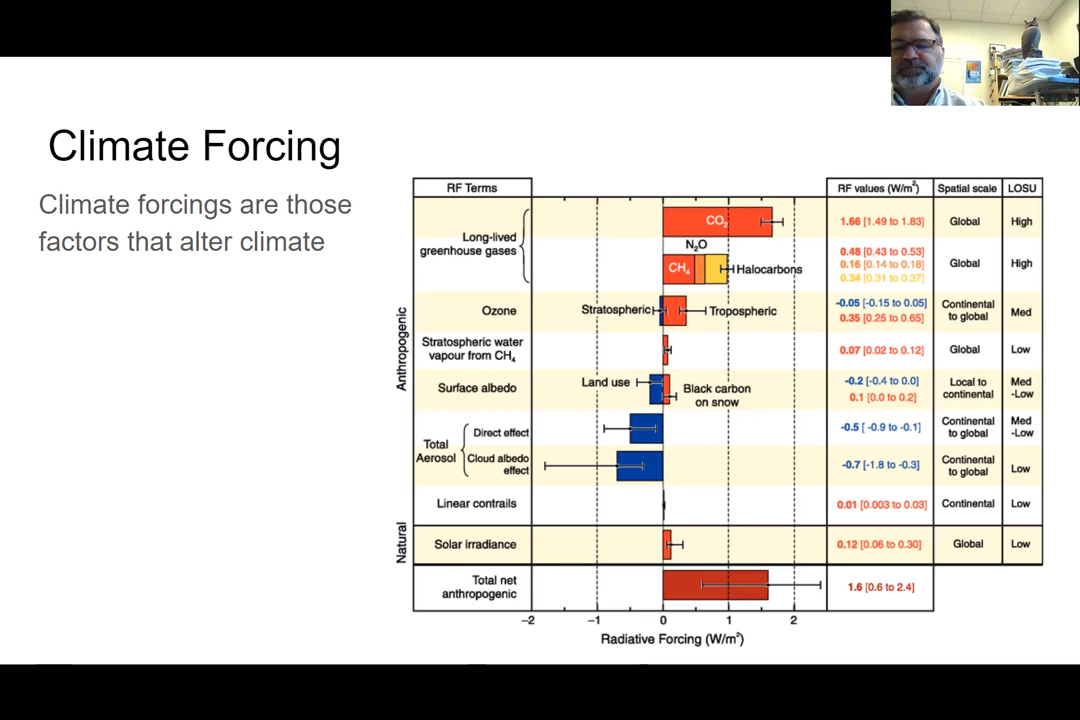 Climate Forcing
Climate forcings are those
factors that alter climate
RF Terms
RF values (W/m²)
Spatial scale
LOSU
Anthropogenic
Long-lived
greenhouse gases
CO₂
1.66 [1.49 to 1.83]
Global
High
N₂O
CH₄
Halocarbons
0.48 [0.43 to 0.53]
0.16 [0.14 to 0.18]
0.34 [0.31 to 0.37]
Global
High
Ozone
Stratospheric
Tropospheric
-0.05 [-0.15 to 0.05]
0.35 [0.25 to 0.65]
Continental
to global
Med
Stratospheric water
vapour from CH₄
0.07 [0.02 to 0.12]
Global
Low
Surface albedo
Land use
Black carbon
on snow
-0.2 [-0.4 to 0.0]
0.1 [0.0 to 0.2]
Local to
continental
Med
-Low
Total
Aerosol
Direct effect
-0.5 [ -0.9 to -0.1]
Continental
to global
Med
-Low
Cloud albedo
effect
-0.7 [-1.8 to -0.3]
Continental
to global
Low
Linear contrails
0.01 [0.003 to 0.03]
Continental
Low
Natural
Solar irradiance
0.12 [0.06 to 0.30]
Global
Low
Total net
anthropogenic
1.6 [0.6 to 2.4]
−2 −1 0 1 2
Radiative Forcing (W/m²)